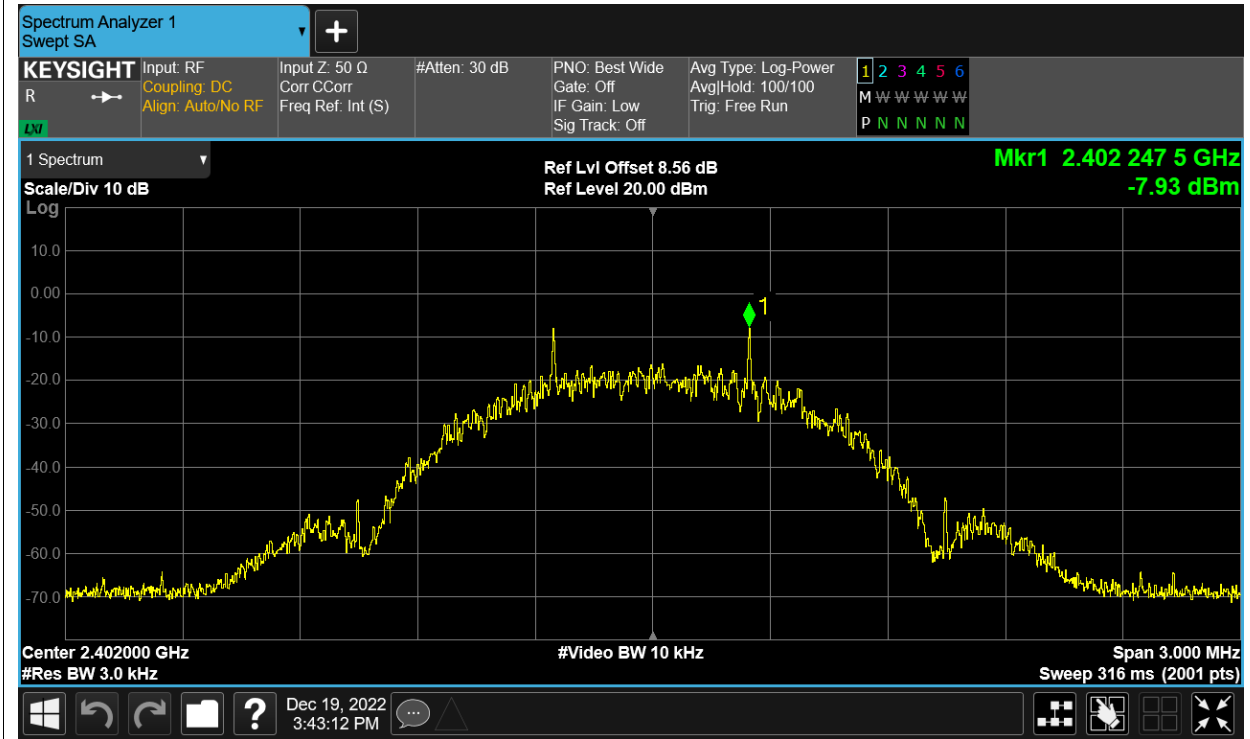 Spectrum Analyzer 1
Swept SA
KEYSIGHT
R
LXI
Input: RF
Coupling: DC
Align: Auto/No RF
Input Z: 50 Ω
Corr CCorr
Freq Ref: Int (S)
#Atten: 30 dB
PNO: Best Wide
Gate: Off
IF Gain: Low
Sig Track: Off
Avg Type: Log-Power
Avg|Hold: 100/100
Trig: Free Run
1 2 3 4 5 6
M W W W W W W
P N N N N N N
1 Spectrum
Scale/Div 10 dB
Log
Ref Lvl Offset 8.56 dB
Ref Level 20.00 dBm
Mkr1 2.402 247 5 GHz
-7.93 dBm
10.0
0.00
-10.0
-20.0
-30.0
-40.0
-50.0
-60.0
-70.0
1
Center 2.402000 GHz
#Res BW 3.0 kHz
#Video BW 10 kHz
Span 3.000 MHz
Sweep 316 ms (2001 pts)
?
Dec 19, 2022
3:43:12 PM